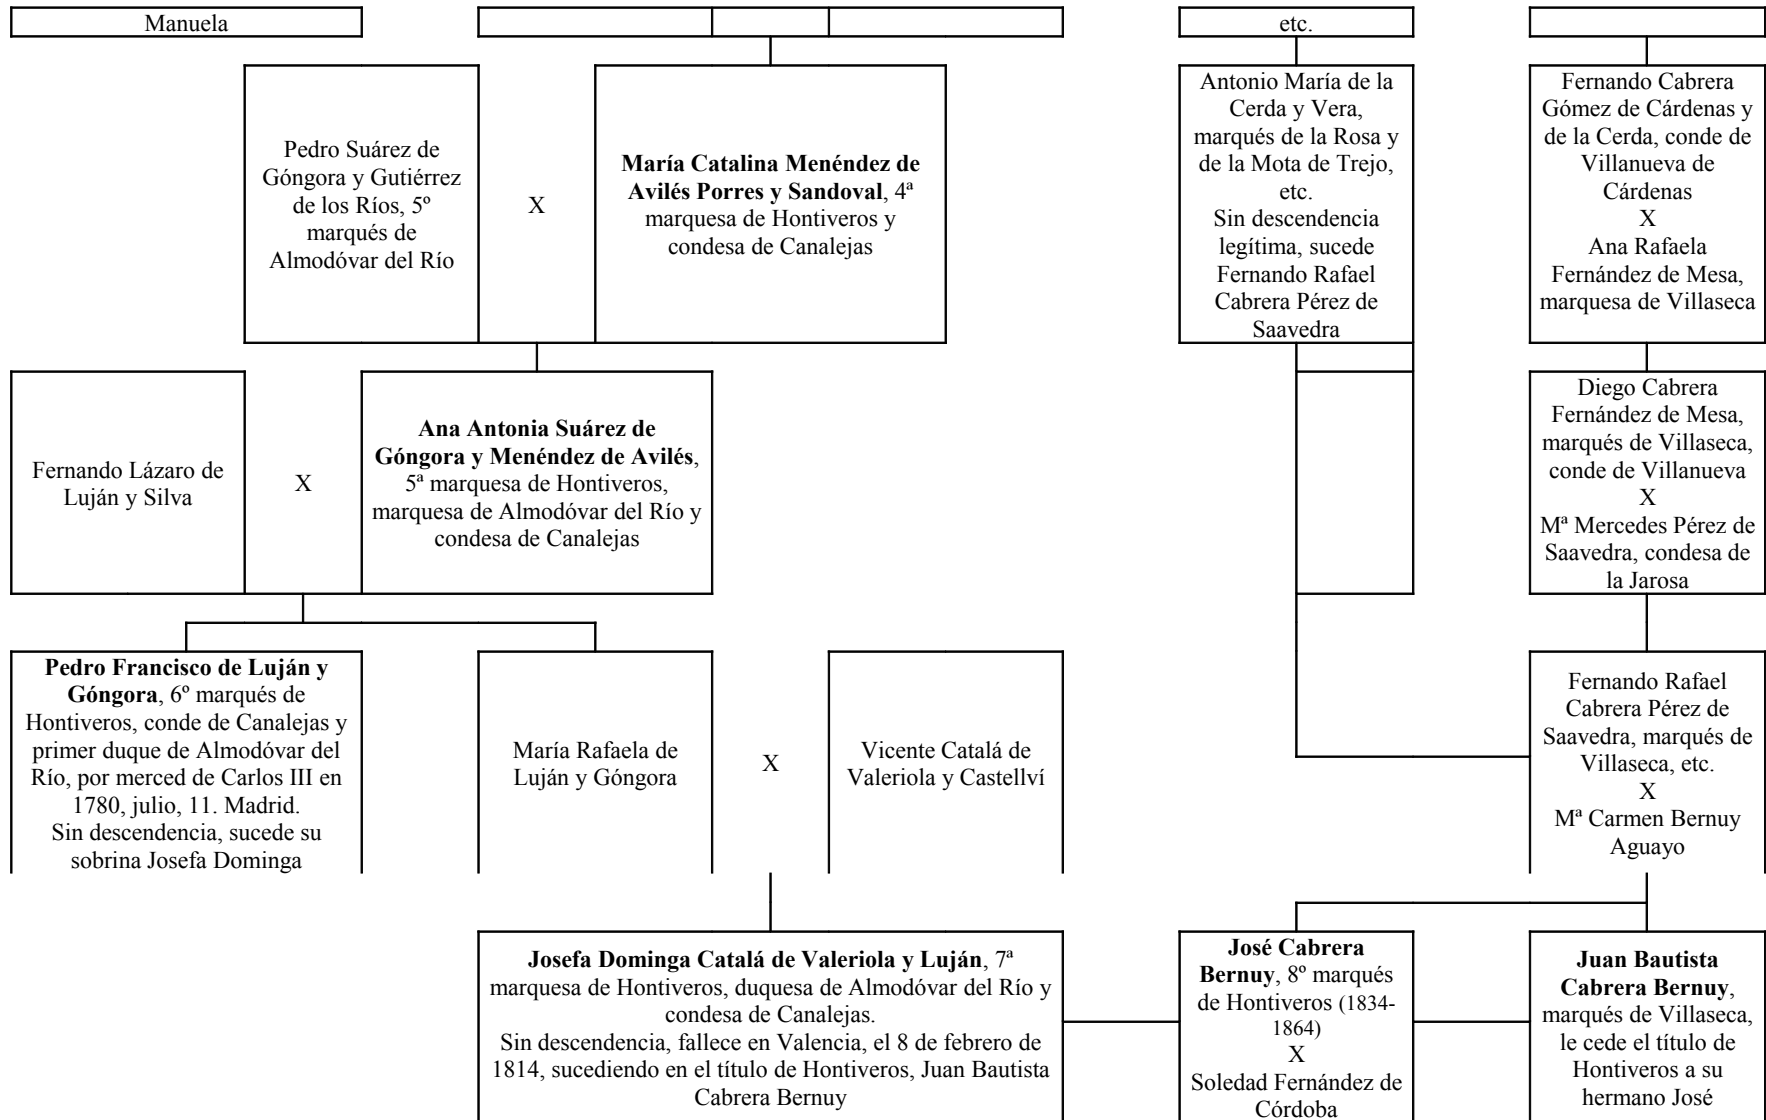 Manuela
etc.
Pedro Suárez de
Góngora y Gutiérrez
de los Ríos, 5º
marqués de
Almodóvar del Río
X
María Catalina Menéndez de
Avilés Porres y Sandoval, 4ª
marquesa de Hontiveros y
condesa de Canalejas
Antonio María de la
Cerda y Vera,
marqués de la Rosa y
de la Mota de Trejo,
etc.
Sin descendencia
legítima, sucede
Fernando Rafael
Cabrera Pérez de
Saavedra
Fernando Cabrera
Gómez de Cárdenas y
de la Cerda, conde de
Villanueva de
Cárdenas
X
Ana Rafaela
Fernández de Mesa,
marquesa de Villaseca
Fernando Lázaro de
Luján y Silva
X
Ana Antonia Suárez de
Góngora y Menéndez de Avilés,
5ª marquesa de Hontiveros,
marquesa de Almodóvar del Río y
condesa de Canalejas
Diego Cabrera
Fernández de Mesa,
marqués de Villaseca,
conde de Villanueva
X
Mª Mercedes Pérez de
Saavedra, condesa de
la Jarosa
Pedro Francisco de Luján y
Góngora, 6º marqués de
Hontiveros, conde de Canalejas y
primer duque de Almodóvar del
Río, por merced de Carlos III en
1780, julio, 11. Madrid.
Sin descendencia, sucede su
sobrina Josefa Dominga
María Rafaela de
Luján y Góngora
X
Vicente Catalá de
Valeriola y Castellví
Fernando Rafael
Cabrera Pérez de
Saavedra, marqués de
Villaseca, etc.
X
Mª Carmen Bernuy
Aguayo
Josefa Dominga Catalá de Valeriola y Luján, 7ª
marquesa de Hontiveros, duquesa de Almodóvar del Río y
condesa de Canalejas.
Sin descendencia, fallece en Valencia, el 8 de febrero de
1814, sucediendo en el título de Hontiveros, Juan Bautista
Cabrera Bernuy
José Cabrera
Bernuy, 8º marqués
de Hontiveros (1834-
1864)
X
Soledad Fernández de
Córdoba
Juan Bautista
Cabrera Bernuy,
marqués de Villaseca,
le cede el título de
Hontiveros a su
hermano José